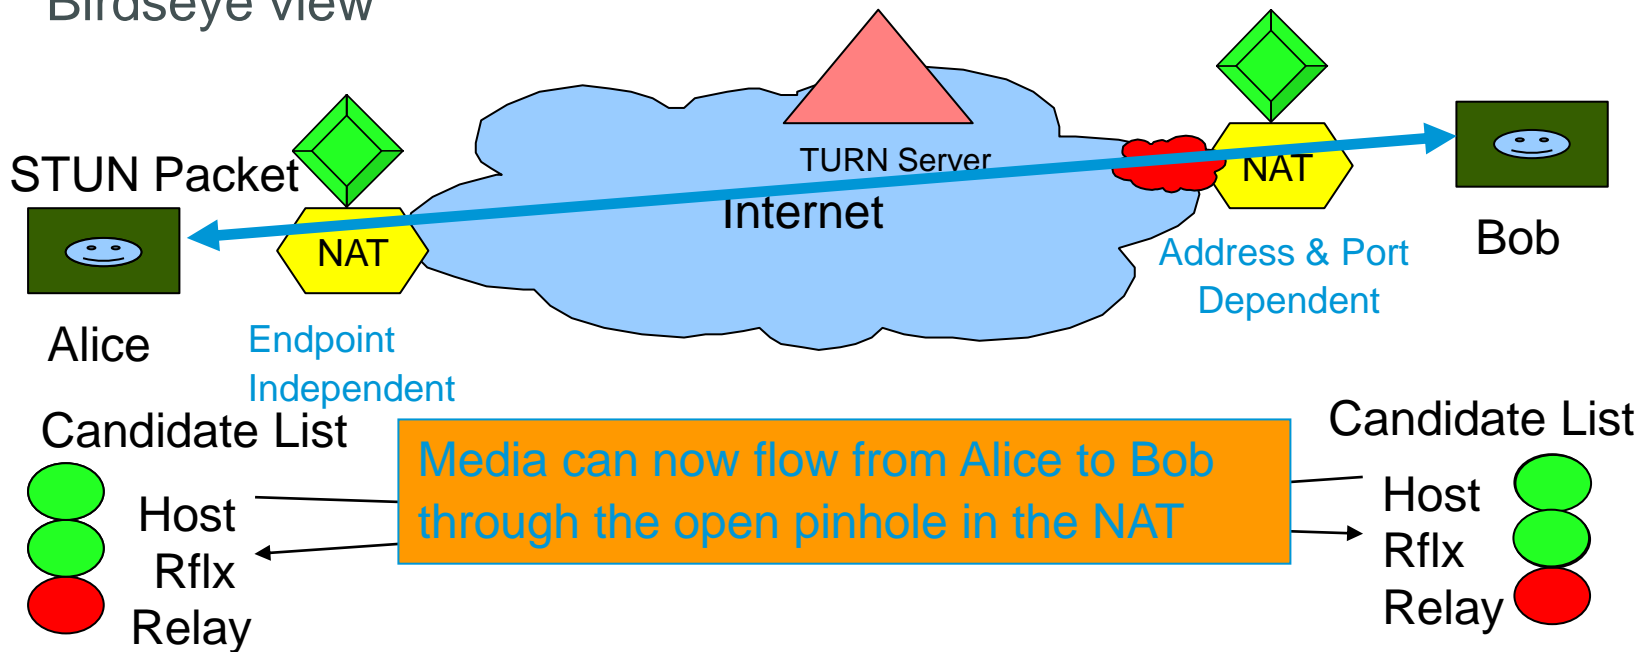 Birdseye view
STUN Packet
TURN Server
Internet
NAT
NAT
Alice
Bob
Endpoint
Independent
Address & Port
Dependent
Candidate List
Candidate List
Media can now flow from Alice to Bob
through the open pinhole in the NAT
Host
Rflx
Relay
Host
Rflx
Relay